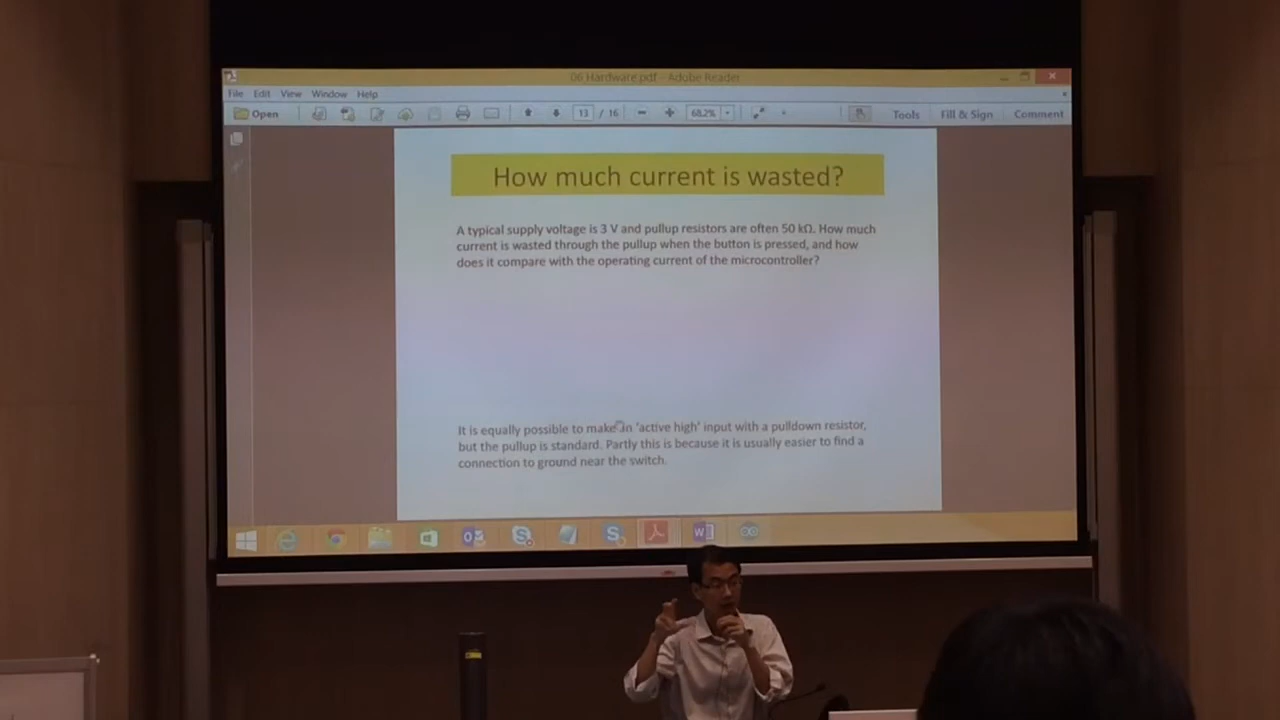 06 Hardware.pdf - Adobe Reader
File Edit View Window Help
Open 13 / 16 68.2% Tools Fill & Sign Comment
How much current is wasted?
A typical supply voltage is 3 V and pullup resistors are often 50 kΩ. How much
current is wasted through the pullup when the button is pressed, and how
does it compare with the operating current of the microcontroller?
It is equally possible to make an 'active high' input with a pulldown resistor,
but the pullup is standard. Partly this is because it is usually easier to find a
connection to ground near the switch.